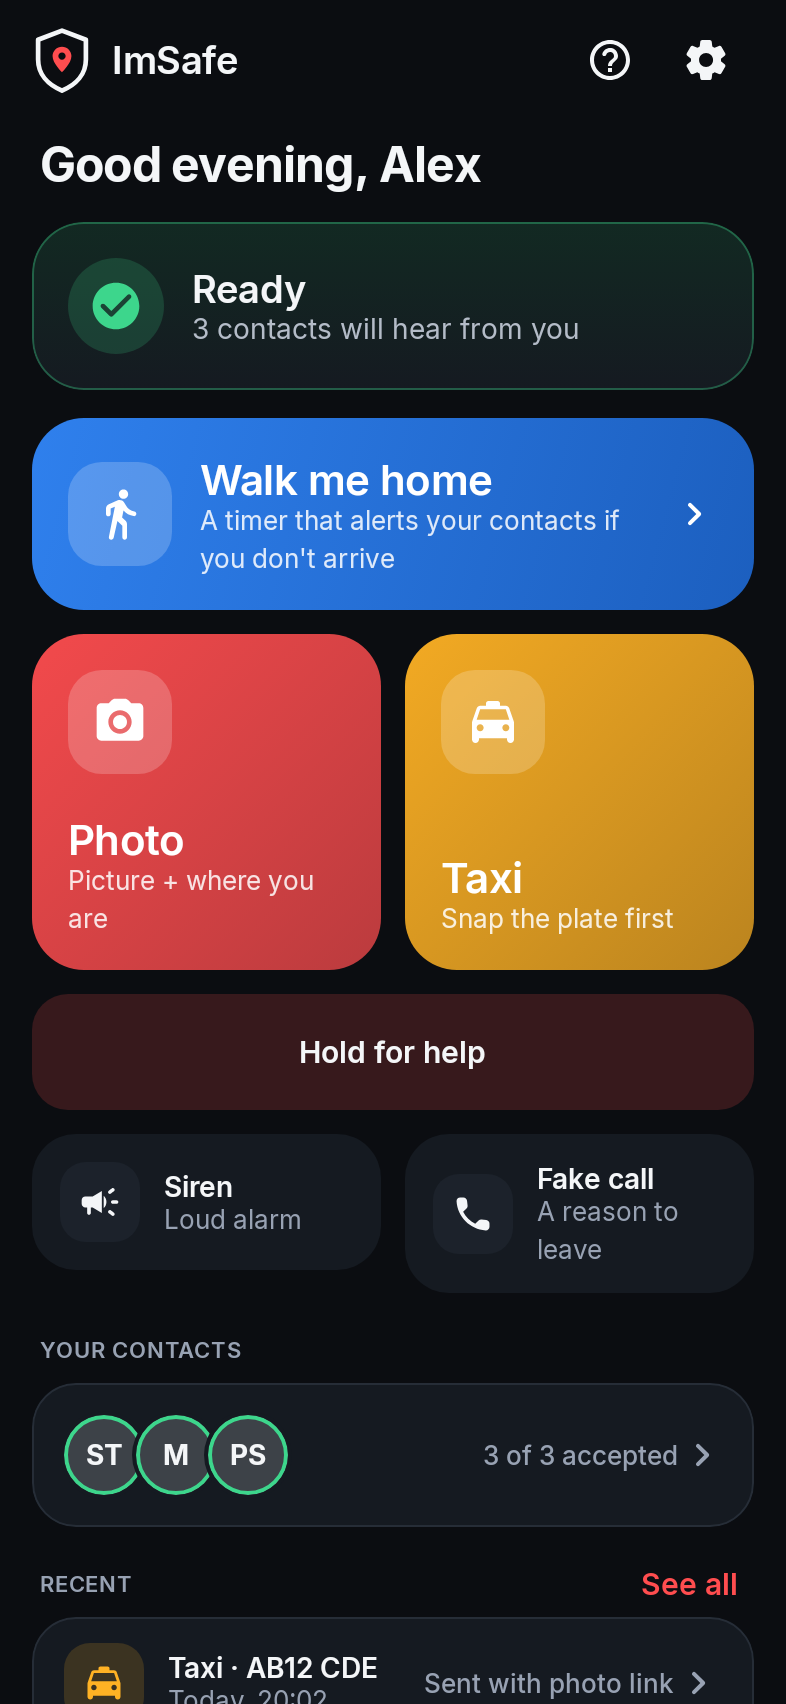 ImSafe
Good evening, Alex
Ready
3 contacts will hear from you
Walk me home
A timer that alerts your contacts if
you don't arrive
Photo
Picture + where you
are
Taxi
Snap the plate first
Hold for help
Siren
Loud alarm
Fake call
A reason to
leave
YOUR CONTACTS
ST M PS
3 of 3 accepted
RECENT
See all
Taxi · AB12 CDE
Sent with photo link
Today, 20:02